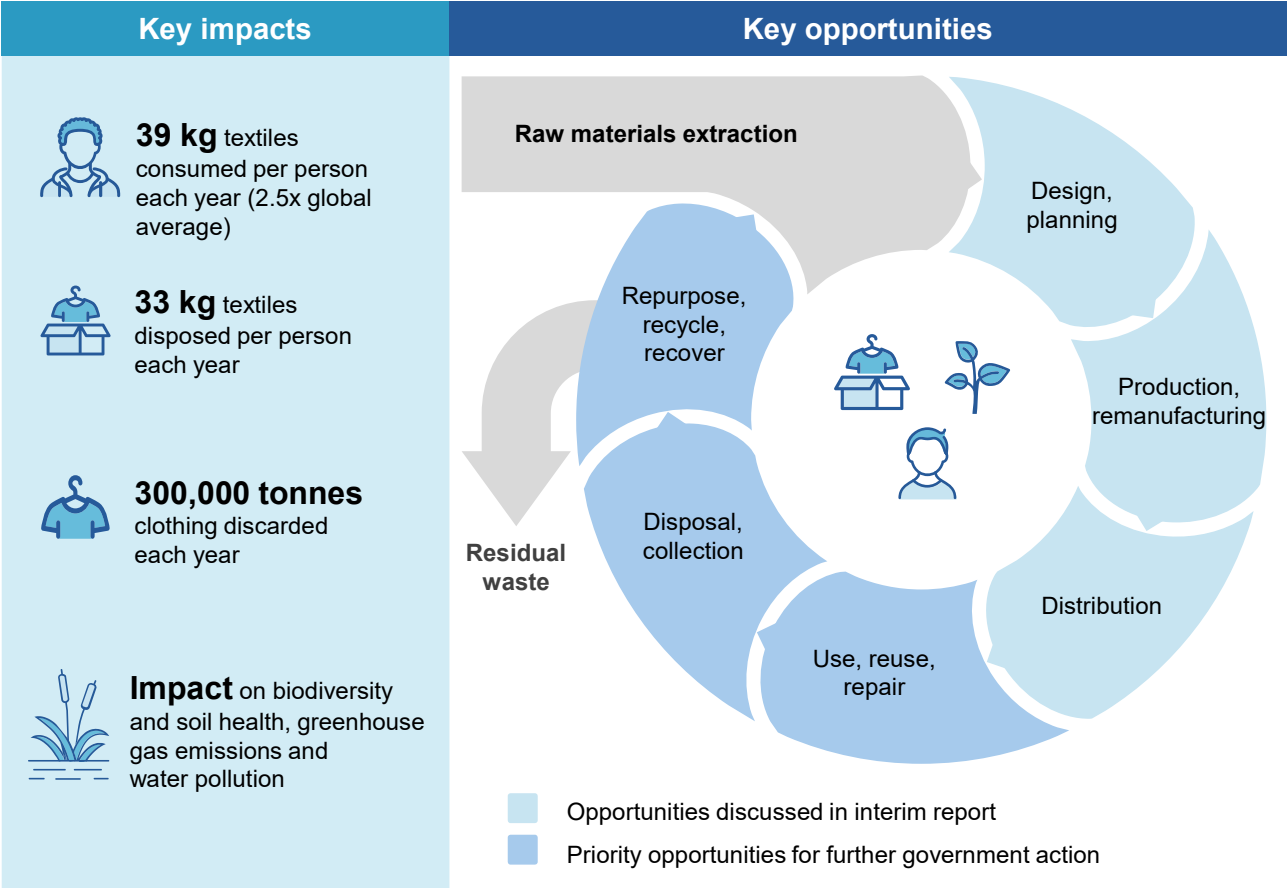 Key impacts
39 kg textiles
consumed per person
each year (2.5x global
average)
33 kg textiles
disposed per person
each year
300,000 tonnes
clothing discarded
each year
Impact on biodiversity
and soil health, greenhouse
gas emissions and
water pollution
Key opportunities
Raw materials extraction
Design,
planning
Production,
remanufacturing
Distribution
Use, reuse,
repair
Disposal,
collection
Repurpose,
recycle,
recover
Residual
waste
Opportunities discussed in interim report
Priority opportunities for further government action